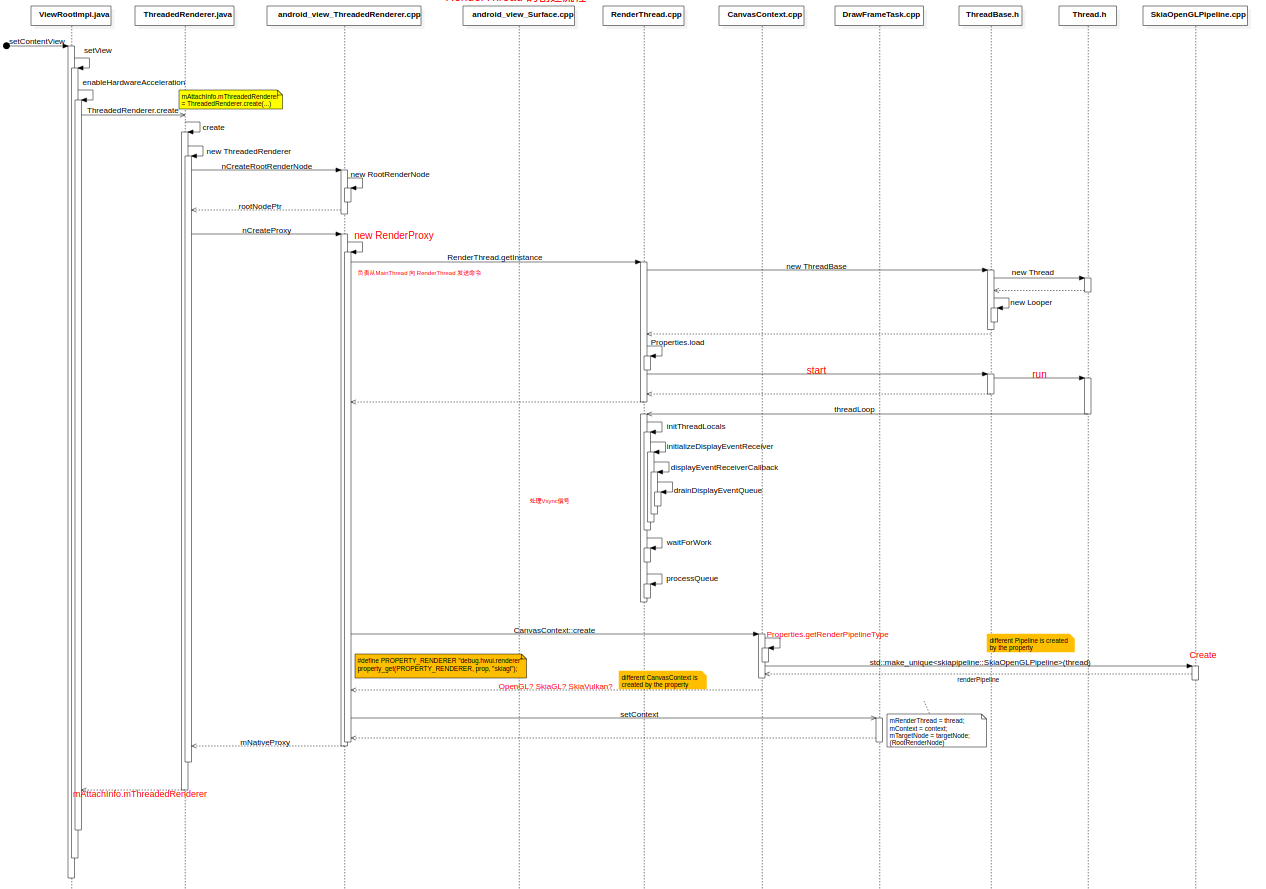 RenderThread 的创建流程
ViewRootImpl.java
ThreadedRenderer.java
android_view_ThreadedRenderer.cpp
android_view_Surface.cpp
RenderThread.cpp
CanvasContext.cpp
DrawFrameTask.cpp
ThreadBase.h
Thread.h
SkiaOpenGLPipeline.cpp
setContentView
setView
enableHardwareAcceleration
mAttachInfo.mThreadedRenderer
= ThreadedRenderer.create(...)
ThreadedRenderer.create
create
new ThreadedRenderer
nCreateRootRenderNode
new RootRenderNode
rootNodePtr
nCreateProxy
new RenderProxy
RenderThread.getInstance
负责从MainThread 向 RenderThread 发送命令
new ThreadBase
new Thread
new Looper
Properties.load
start
run
threadLoop
initThreadLocals
initializeDisplayEventReceiver
displayEventReceiverCallback
drainDisplayEventQueue
处理Vsync信号
waitForWork
processQueue
CanvasContext::create
Properties.getRenderPipelineType
different Pipeline is created
by the property
std::make_unique<skiapipeline::SkiaOpenGLPipeline>(thread)
Create
#define PROPERTY_RENDERER "debug.hwui.renderer"
property_get(PROPERTY_RENDERER, prop, "skiagl");
different CanvasContext is
created by the property
renderPipeline
OpenGL? SkiaGL? SkiaVulkan?
setContext
mRenderThread = thread;
mContext = context;
mTargetNode = targetNode;
(RootRenderNode)
mNativeProxy
mAttachInfo.mThreadedRenderer